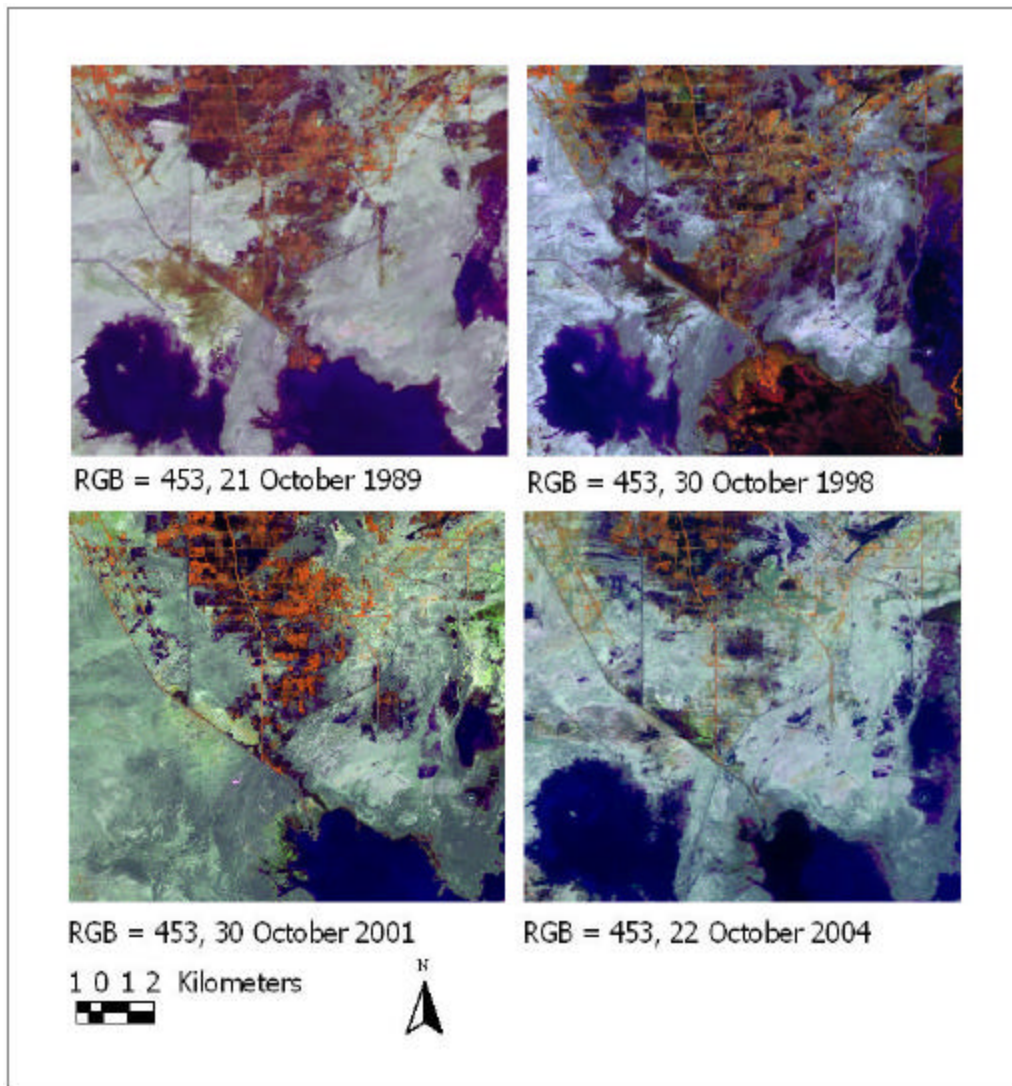 RGB = 453, 21 October 1989
RGB = 453, 30 October 1998
RGB = 453, 30 October 2001
RGB = 453, 22 October 2004
1 0 1 2 Kilometers
N